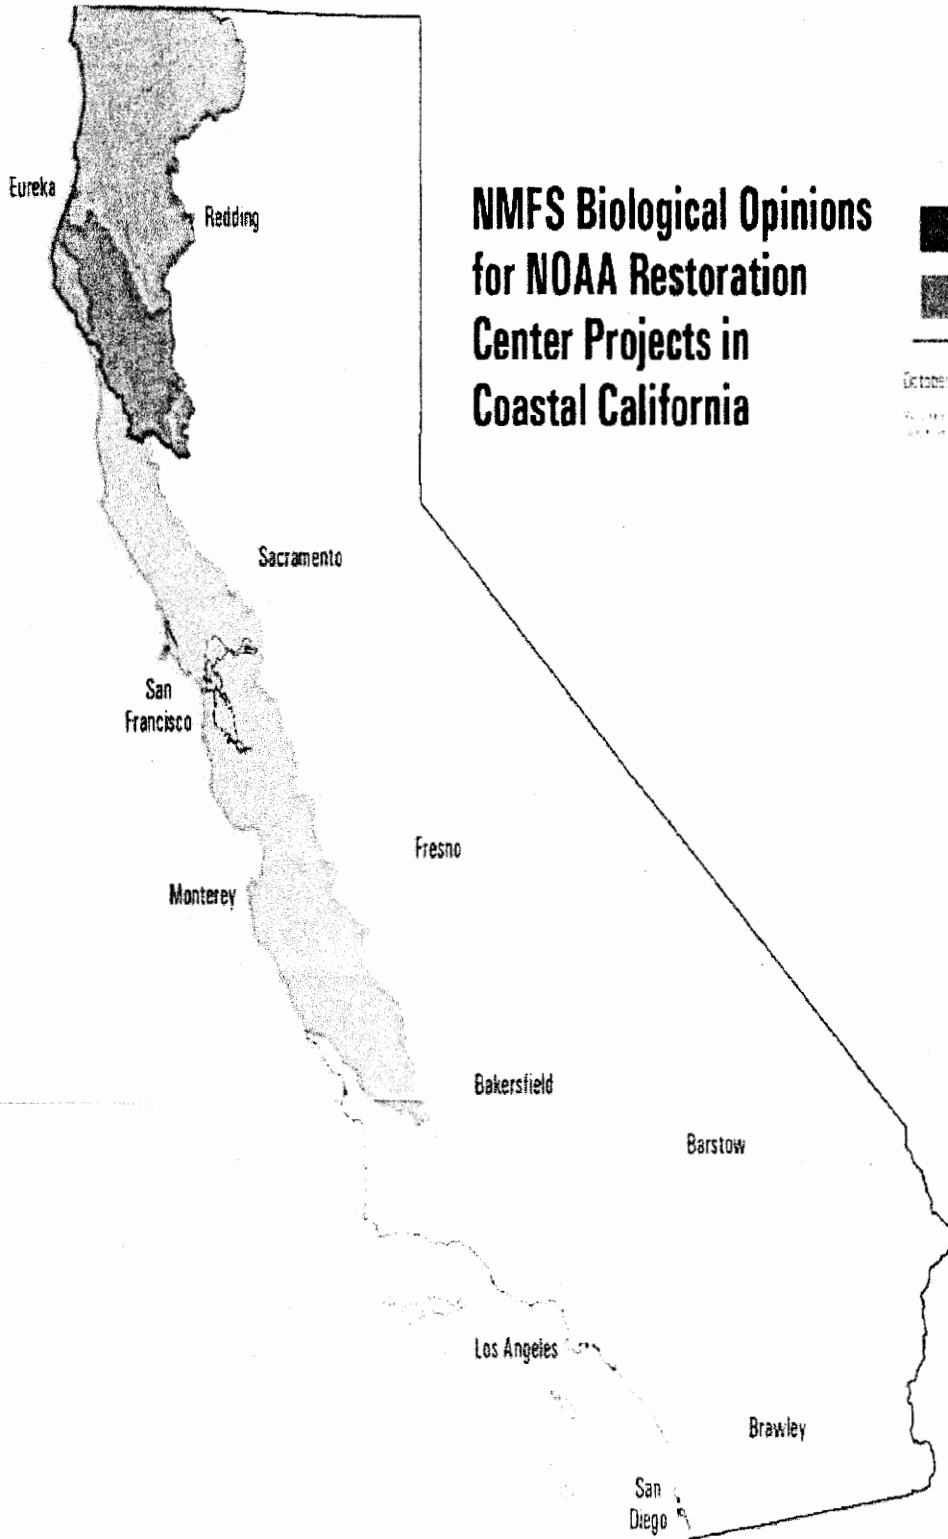 NMFS Biological Opinions
for NOAA Restoration
Center Projects in
Coastal California
Eureka
Redding
Sacramento
San
Francisco
Fresno
Monterey
Bakersfield
Barstow
Los Angeles
Brawley
San
Diego